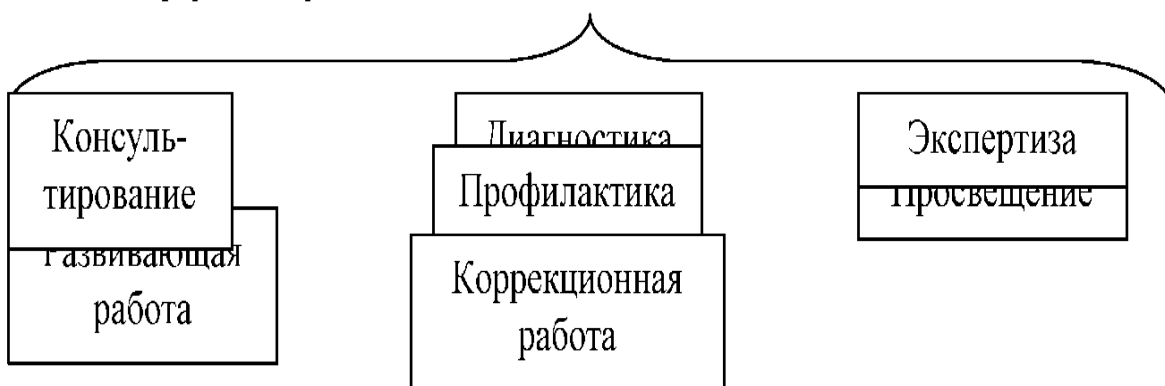 Консуль-
тирование
Развивающая
работа
Диагностика
Профилактика
Коррекционная
работа
Экспертиза
Просвещение